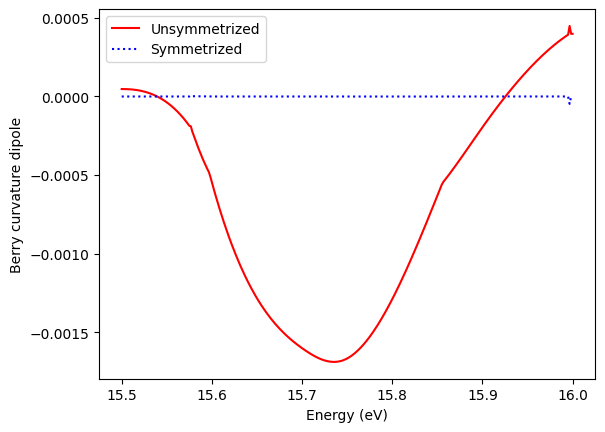 Unsymmetrized
Symmetrized
0.0005
0.0000
−0.0005
−0.0010
−0.0015
Berry curvature dipole
15.5 15.6 15.7 15.8 15.9 16.0
Energy (eV)